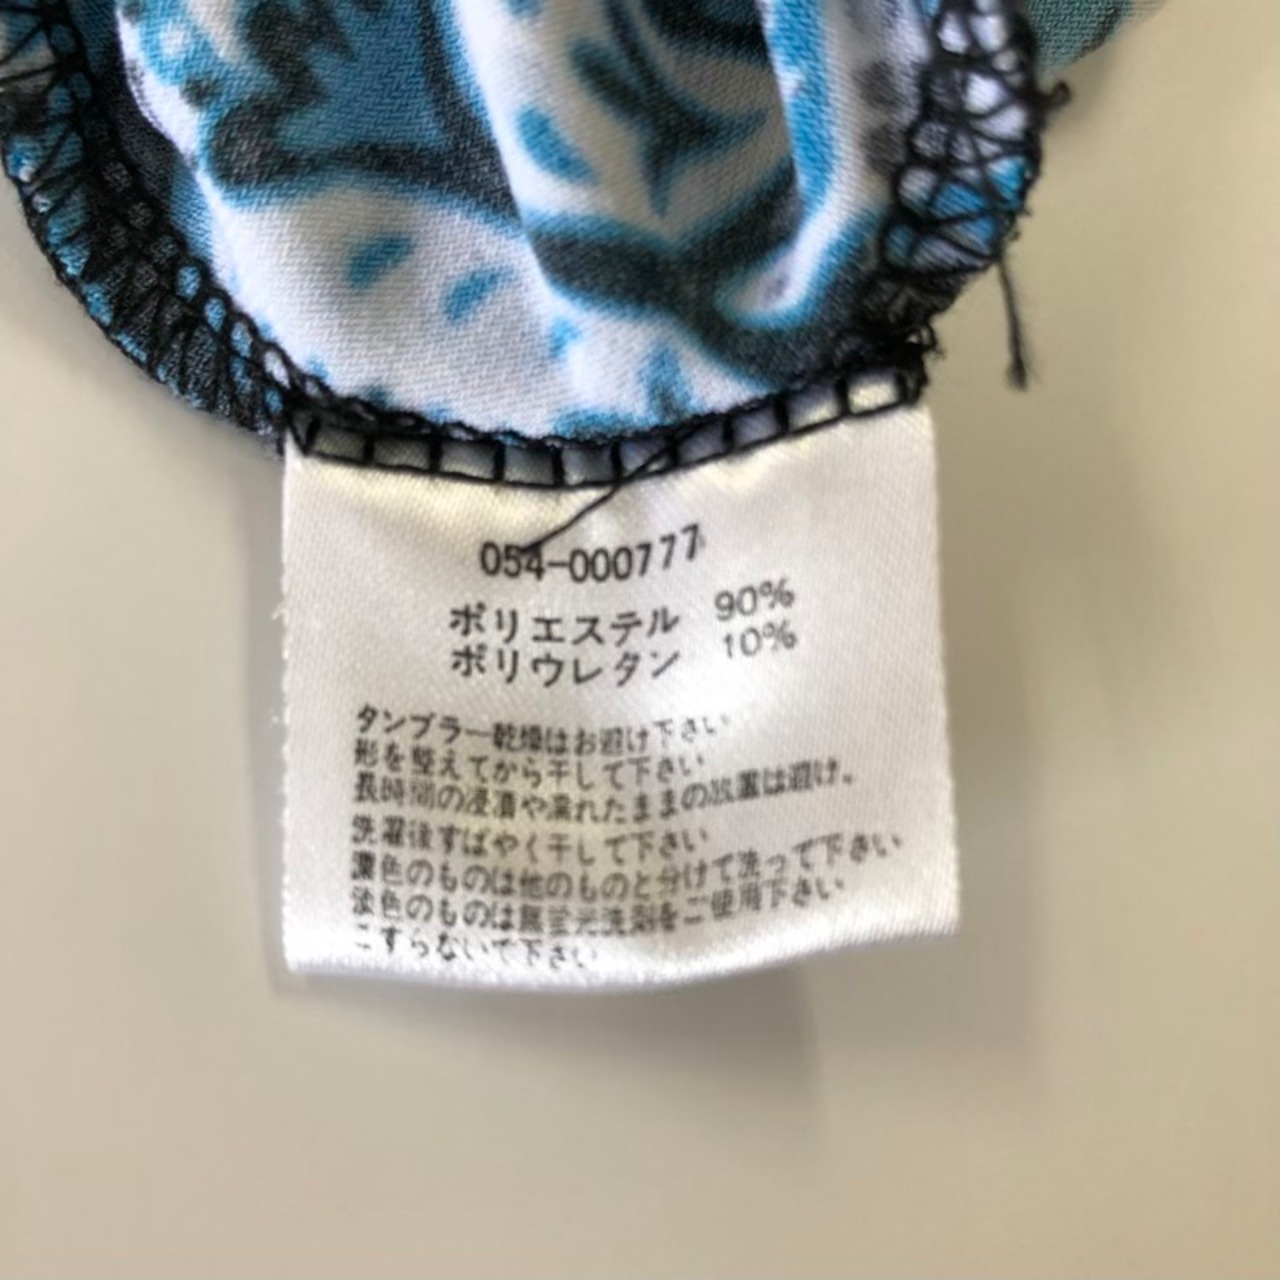 054-000777
ポリエステル 90%
ポリウレタン 10%
タンブラー乾燥はお避け下さい
形を整えてから干して下さい
長時間の浸漬や濡れたままの放置は避け、
洗濯後すばやく干して下さい
濃色のものは他のものと分けて洗って下さい
淡色のものは無蛍光洗剤をご使用下さい
こすらないで下さい